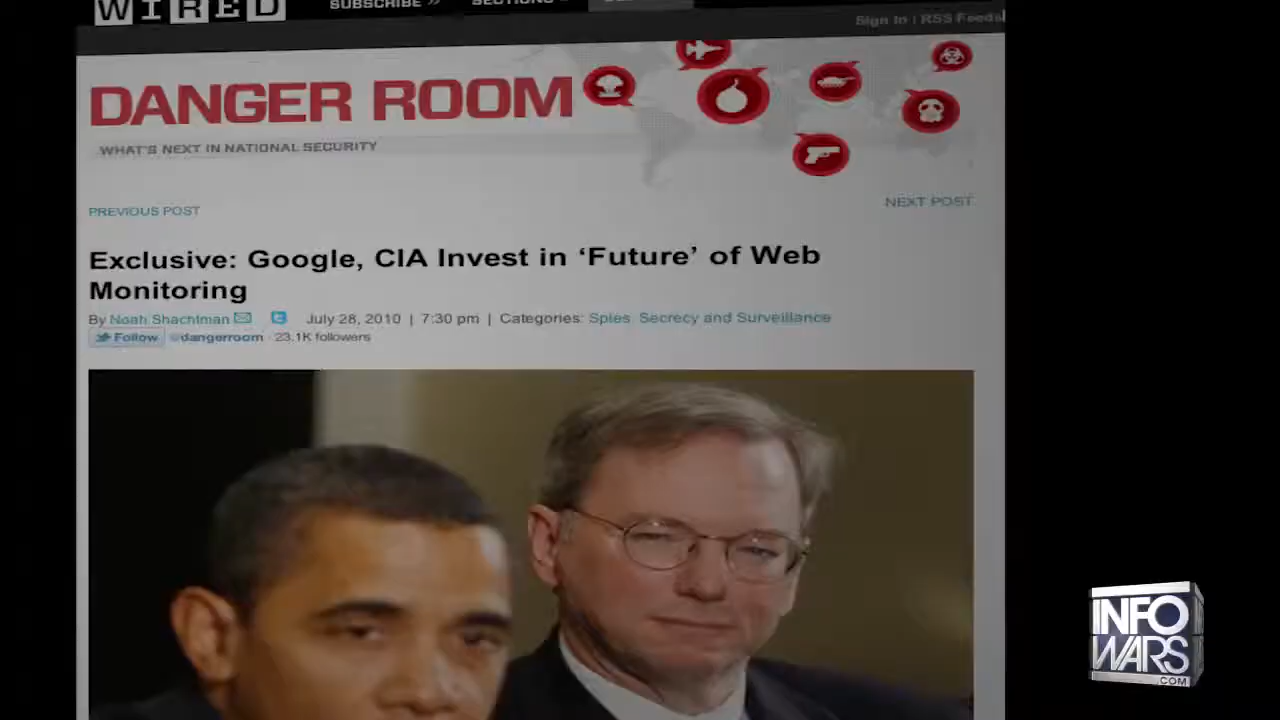 WIRED
SUBSCRIBE »
SECTIONS
Sign In | RSS Feeds
DANGER ROOM
WHAT'S NEXT IN NATIONAL SECURITY
PREVIOUS POST
NEXT POST
Exclusive: Google, CIA Invest in ‘Future’ of Web
Monitoring
By Noah Shachtman July 28, 2010 | 7:30 pm | Categories: Spies, Secrecy and Surveillance
Follow @dangerroom · 23.1K followers
INFO
WARS
.COM